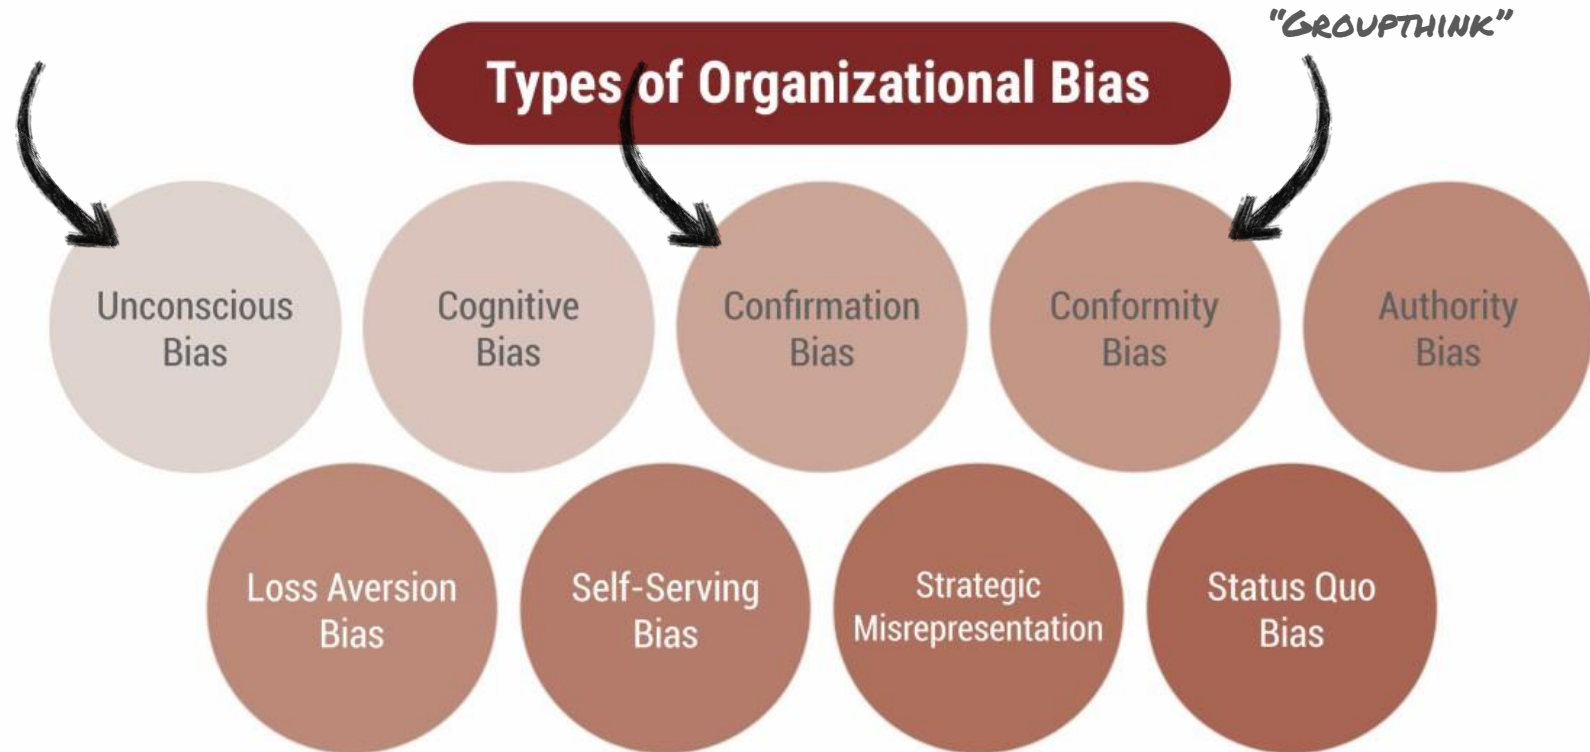 "GROUPTHINK"
Types of Organizational Bias
Unconscious
Bias
Cognitive
Bias
Confirmation
Bias
Conformity
Bias
Authority
Bias
Loss Aversion
Bias
Self-Serving
Bias
Strategic
Misrepresentation
Status Quo
Bias